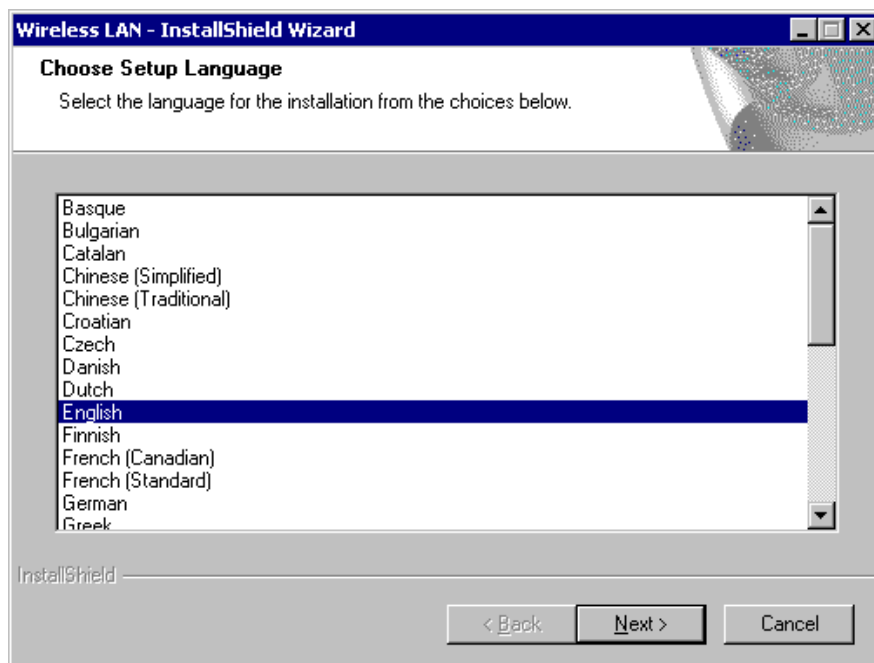 Wireless LAN - InstallShield Wizard
Choose Setup Language
Select the language for the installation from the choices below.
Basque
Bulgarian
Catalan
Chinese (Simplified)
Chinese (Traditional)
Croatian
Czech
Danish
Dutch
English
Finnish
French (Canadian)
French (Standard)
German
Greek
InstallShield
< Back Next > Cancel